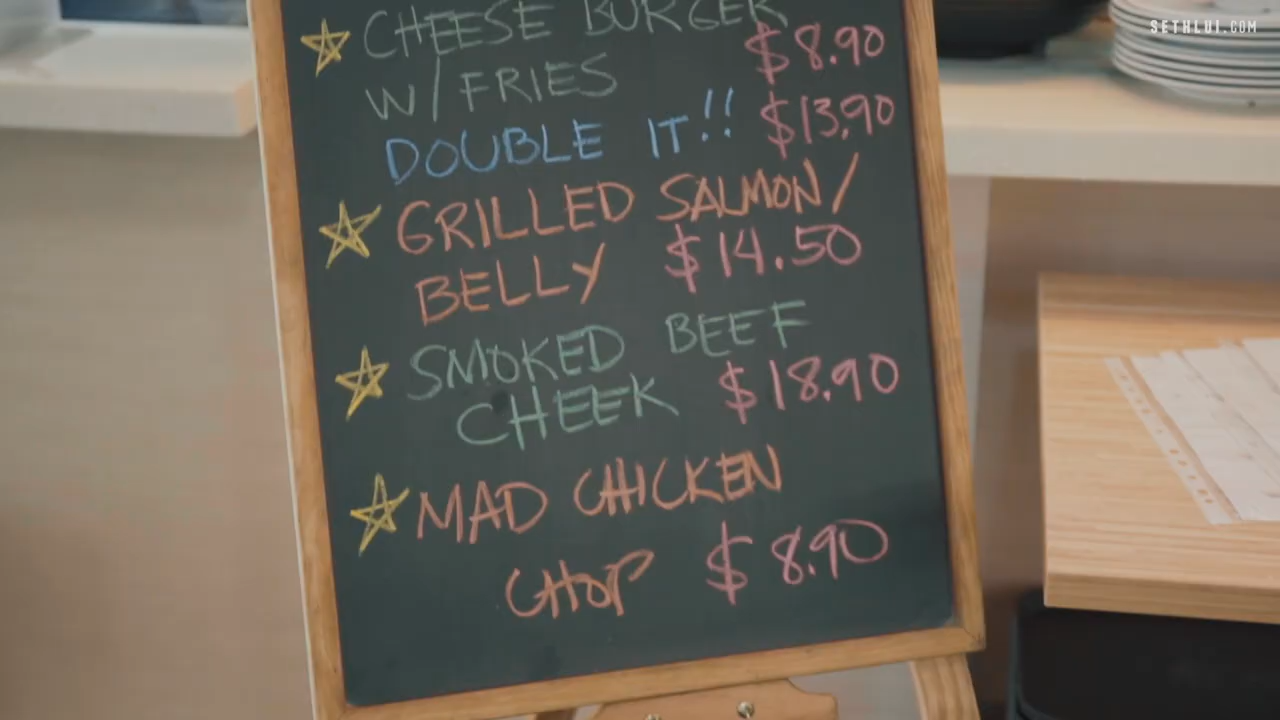 SETHLUI.COM
CHEESE BURGER
W/ FRIES $8.90
DOUBLE IT!! $13.90
GRILLED SALMON/
BELLY $14.50
SMOKED BEEF
CHEEK $18.90
MAD CHICKEN
CHOP $8.90